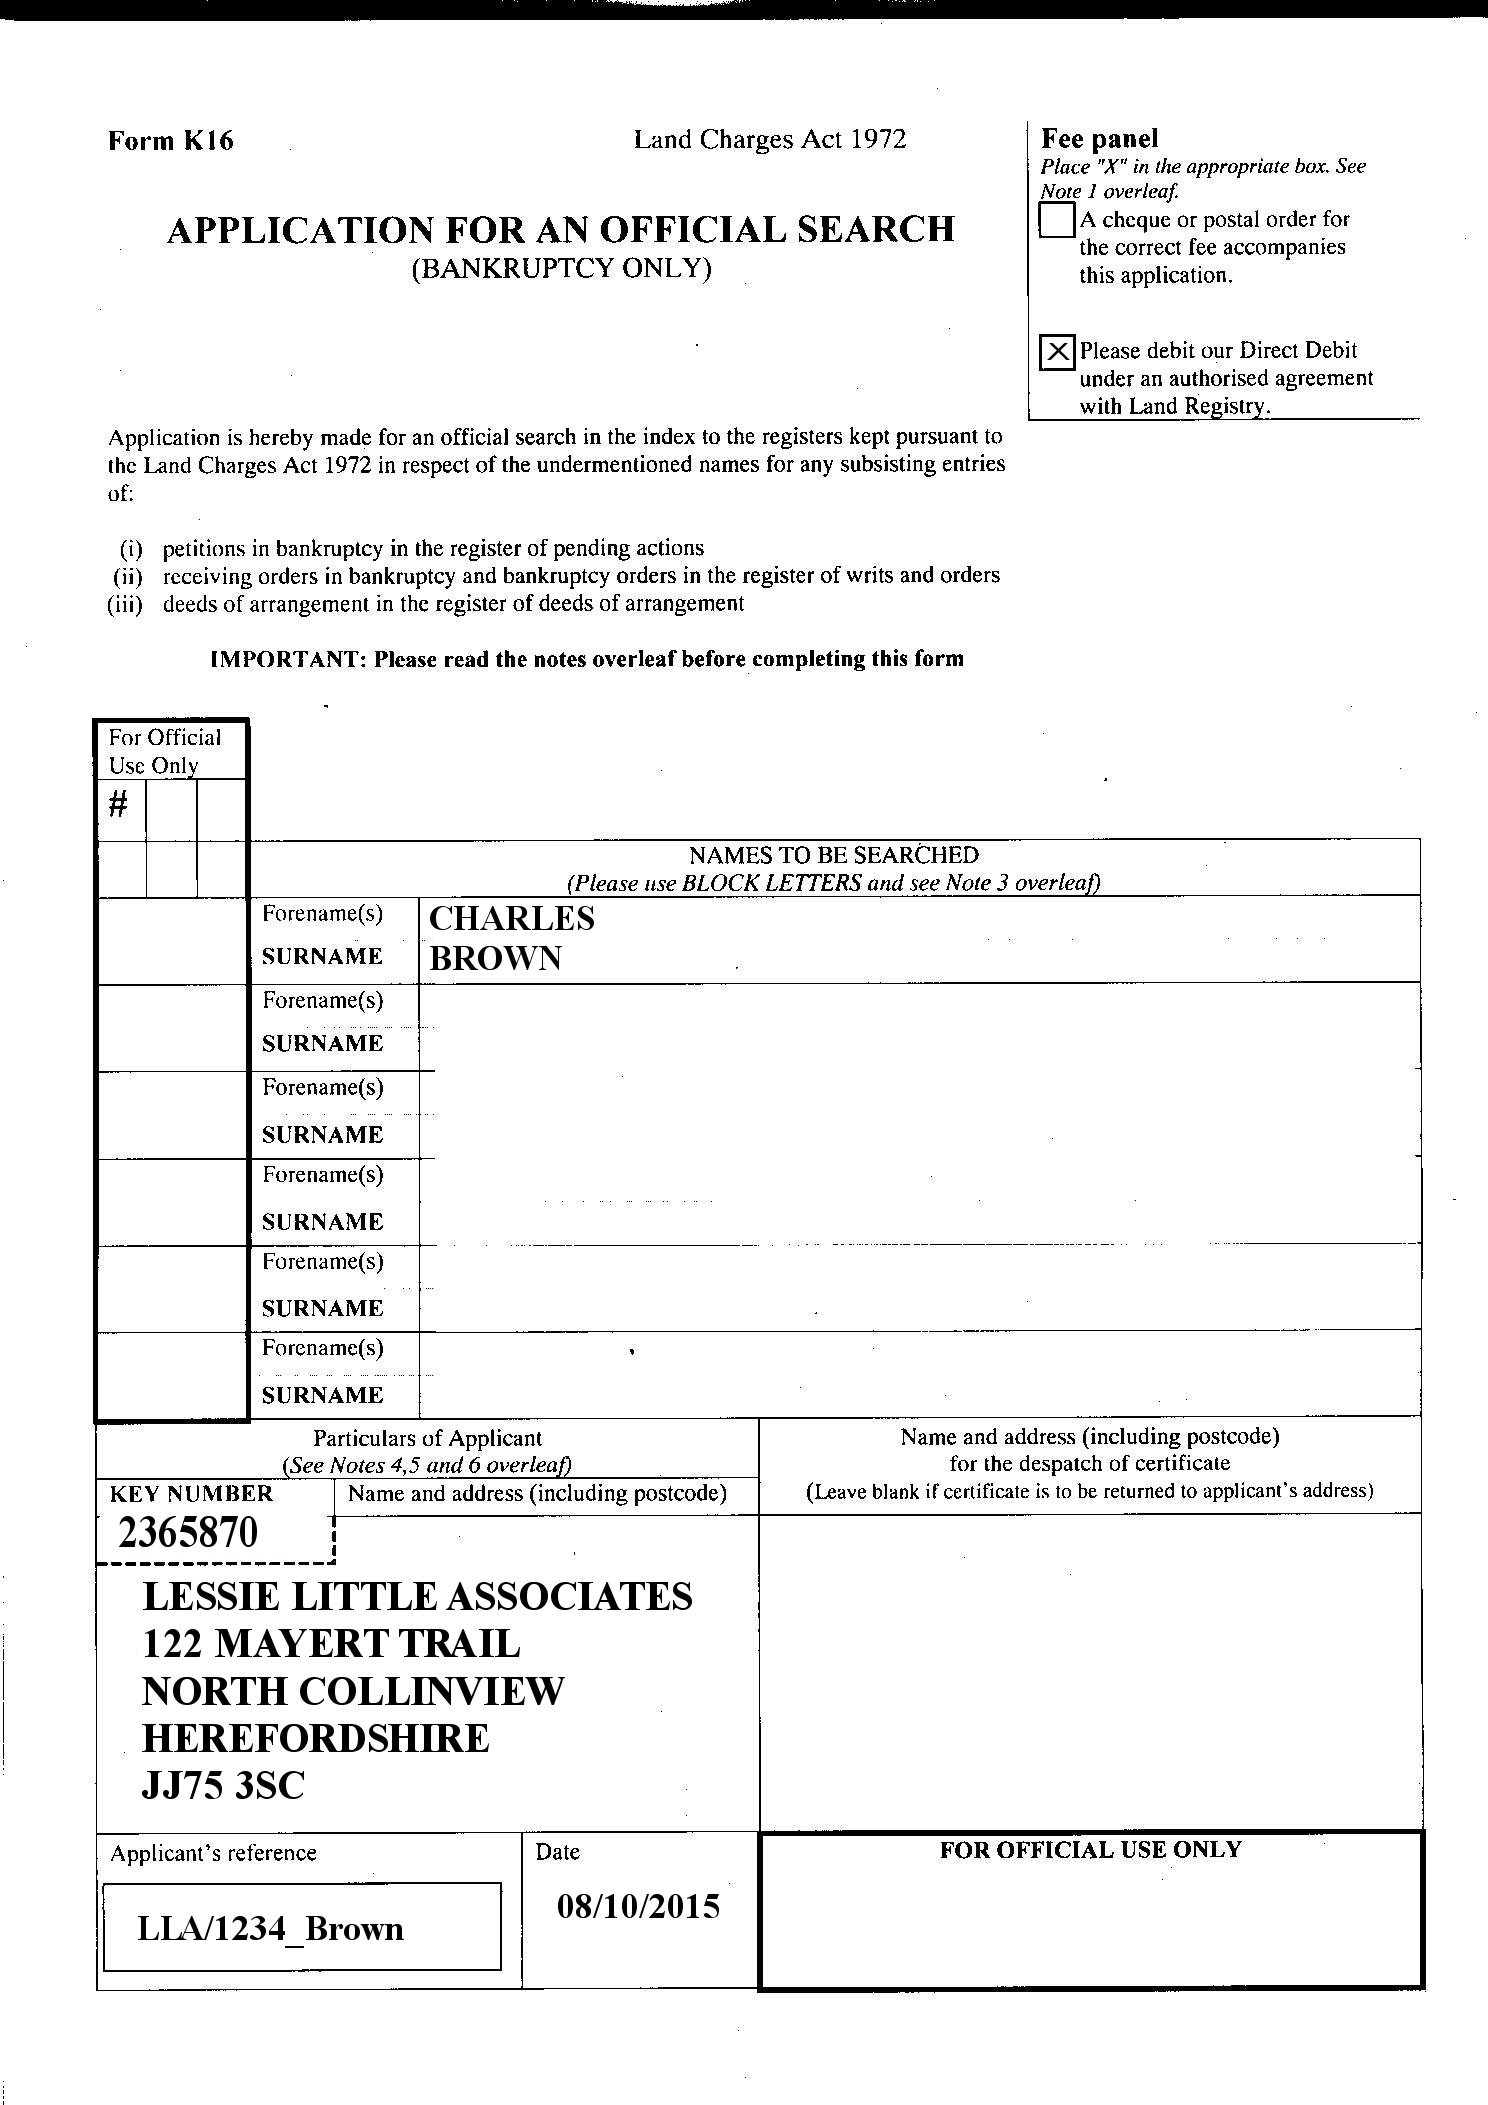 Form K16
Land Charges Act 1972
APPLICATION FOR AN OFFICIAL SEARCH
(BANKRUPTCY ONLY)
Fee panel
Place "X" in the appropriate box. See
Note 1 overleaf.
A cheque or postal order for
the correct fee accompanies
this application.
X Please debit our Direct Debit
under an authorised agreement
with Land Registry.
Application is hereby made for an official search in the index to the registers kept pursuant to
the Land Charges Act 1972 in respect of the undermentioned names for any subsisting entries
of:
(i) petitions in bankruptcy in the register of pending actions
(ii) receiving orders in bankruptcy and bankruptcy orders in the register of writs and orders
(iii) deeds of arrangement in the register of deeds of arrangement
IMPORTANT: Please read the notes overleaf before completing this form
For Official
Use Only
#
NAMES TO BE SEARCHED
(Please use BLOCK LETTERS and see Note 3 overleaf)
Forename(s) CHARLES
SURNAME BROWN
Forename(s)
SURNAME
Forename(s)
SURNAME
Forename(s)
SURNAME
Forename(s)
SURNAME
Forename(s)
SURNAME
Particulars of Applicant
(See Notes 4,5 and 6 overleaf)
KEY NUMBER
2365870
Name and address (including postcode)
LESSIE LITTLE ASSOCIATES
122 MAYERT TRAIL
NORTH COLLINVIEW
HEREFORDSHIRE
JJ75 3SC
Name and address (including postcode)
for the despatch of certificate
(Leave blank if certificate is to be returned to applicant's address)
Applicant's reference
LLA/1234_Brown
Date
08/10/2015
FOR OFFICIAL USE ONLY